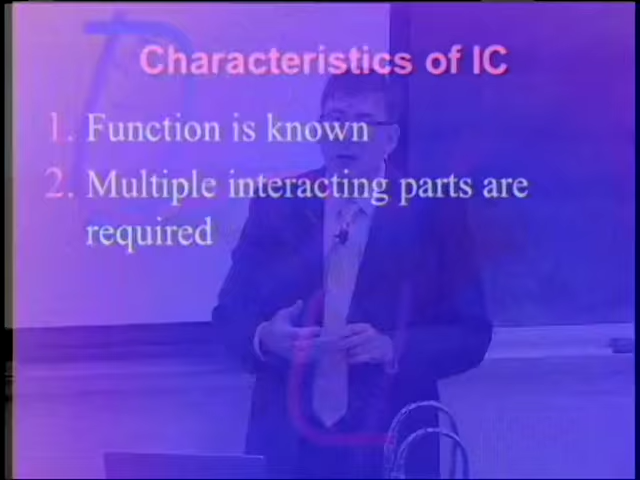 Characteristics of IC
1. Function is known
2. Multiple interacting parts are
required